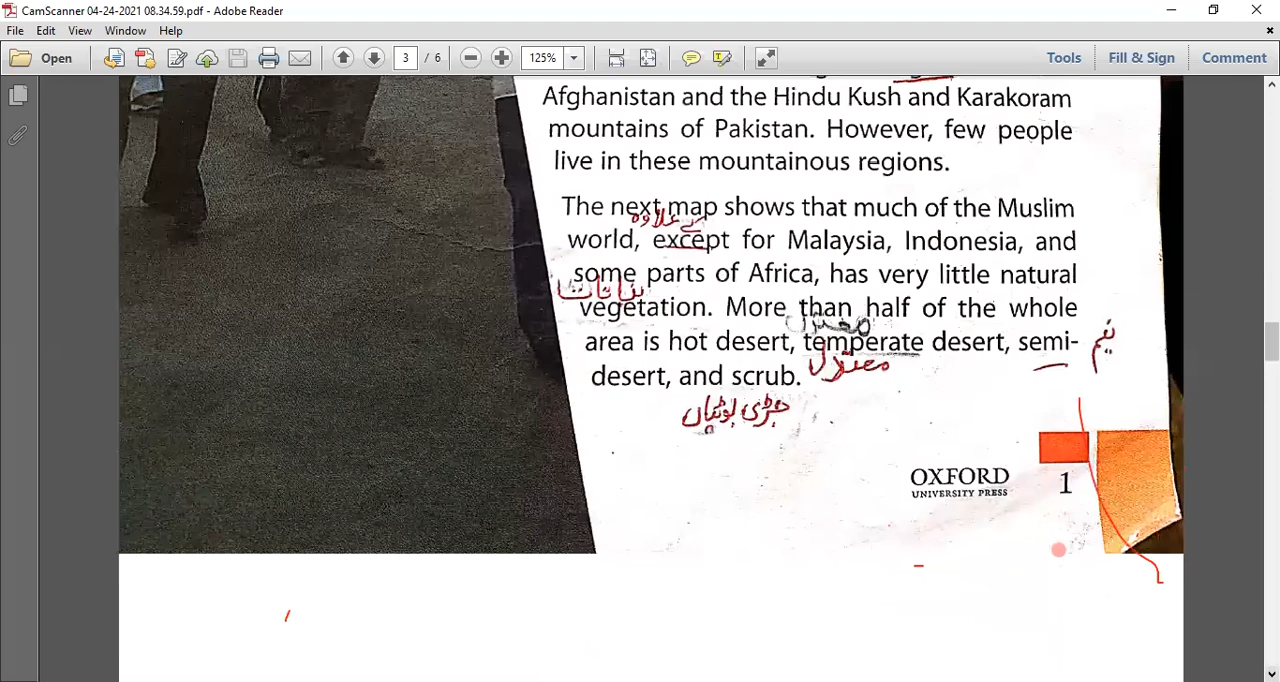 CamScanner 04-24-2021 08.34.59.pdf - Adobe Reader
File Edit View Window Help
Open 3 / 6 125% Tools Fill & Sign Comment
Afghanistan and the Hindu Kush and Karakoram
mountains of Pakistan. However, few people
live in these mountainous regions.
The next map shows that much of the Muslim
کے علاوہ
world, except for Malaysia, Indonesia, and
some parts of Africa, has very little natural
نباتات
vegetation. More than half of the whole
معتدل
area is hot desert, temperate desert, semi-
نیم
معتدل
desert, and scrub.
جڑی بوٹیاں
OXFORD
UNIVERSITY PRESS
1